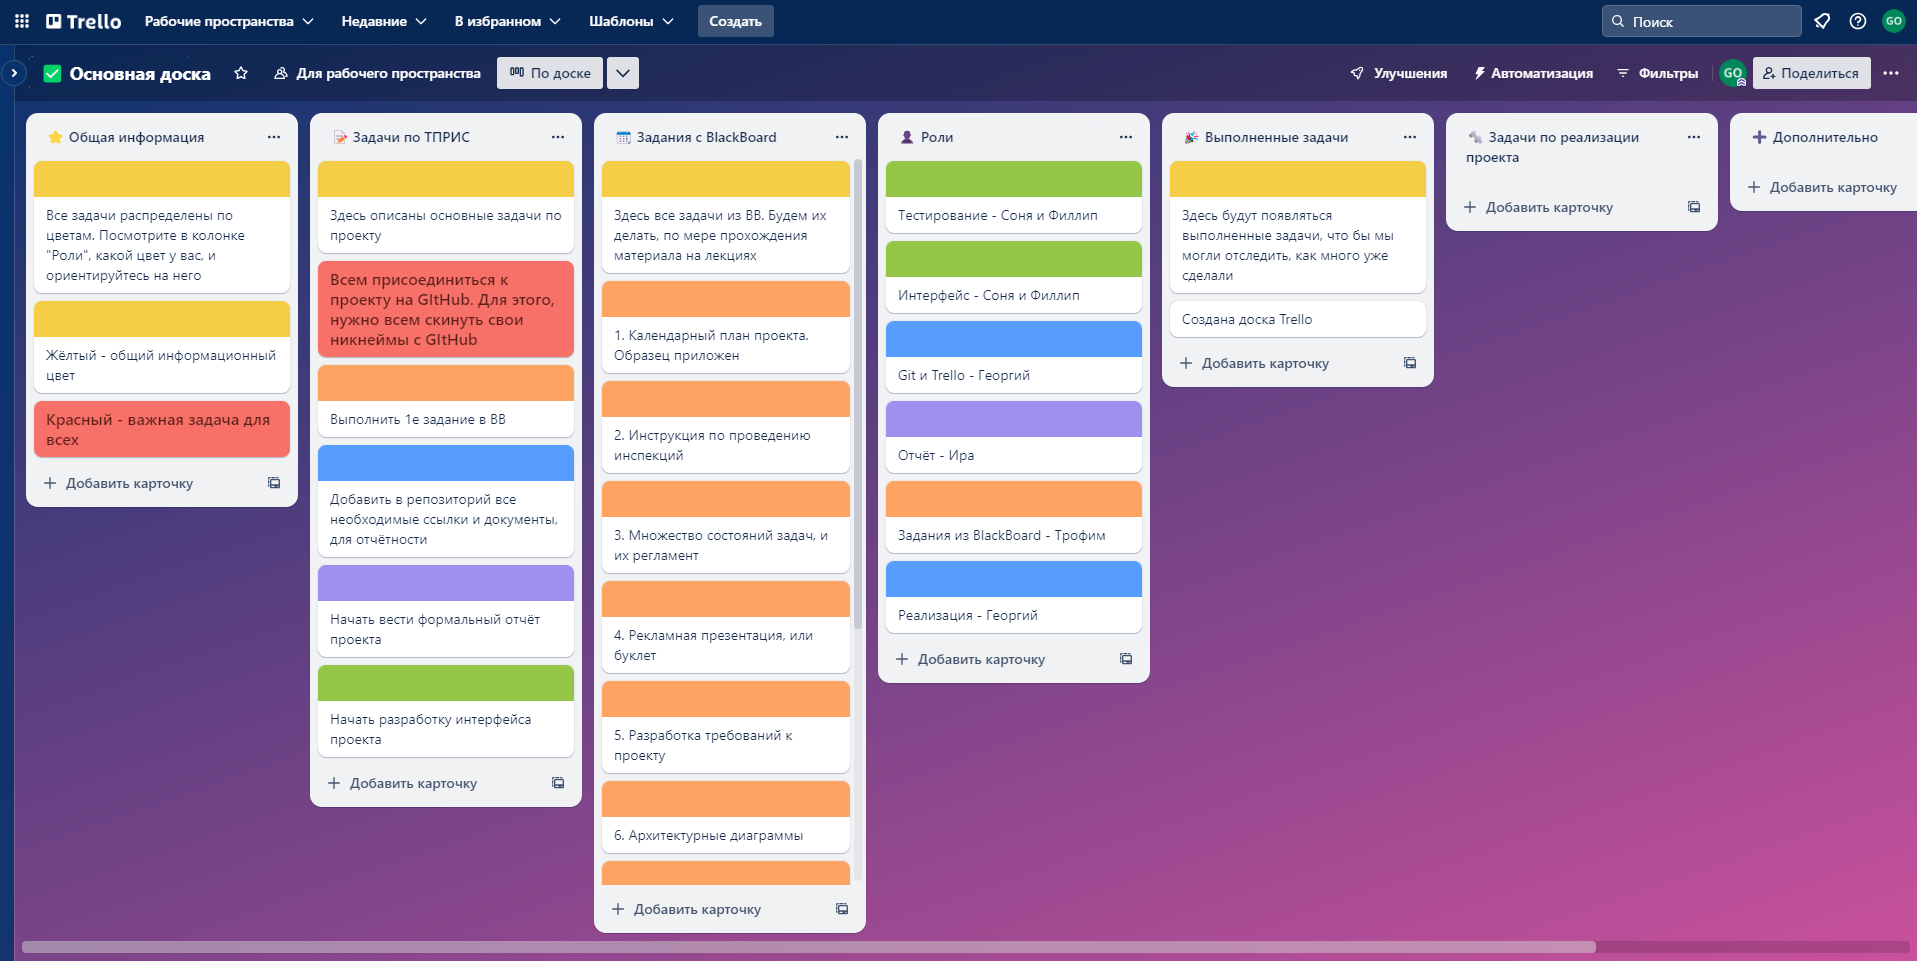 Trello
Рабочие пространства
Недавние
В избранном
Шаблоны
Создать
Поиск
GO
Основная доска
Для рабочего пространства
По доске
Улучшения
Автоматизация
Фильтры
GO
Поделиться
Общая информация
Все задачи распределены по
цветам. Посмотрите в колонке
"Роли", какой цвет у вас, и
ориентируйтесь на него
Жёлтый - общий информационный
цвет
Красный - важная задача для
всех
Добавить карточку
Задачи по ТПРИС
Здесь описаны основные задачи по
проекту
Всем присоединиться к
проекту на GItHub. Для этого,
нужно всем скинуть свои
никнеймы с GItHub
Выполнить 1е задание в BB
Добавить в репозиторий все
необходимые ссылки и документы,
для отчётности
Начать вести формальный отчёт
проекта
Начать разработку интерфейса
проекта
Добавить карточку
Задания с BlackBoard
Здесь все задачи из BB. Будем их
делать, по мере прохождения
материала на лекциях
1. Календарный план проекта.
Образец приложен
2. Инструкция по проведению
инспекций
3. Множество состояний задач, и
их регламент
4. Рекламная презентация, или
буклет
5. Разработка требований к
проекту
6. Архитектурные диаграммы
Добавить карточку
Роли
Тестирование - Соня и Филлип
Интерфейс - Соня и Филлип
Git и Trello - Георгий
Отчёт - Ира
Задания из BlackBoard - Трофим
Реализация - Георгий
Добавить карточку
Выполненные задачи
Здесь будут появляться
выполненные задачи, что бы мы
могли отследить, как много уже
сделали
Создана доска Trello
Добавить карточку
Задачи по реализации
проекта
Добавить карточку
Дополнительно
Добавить карточку